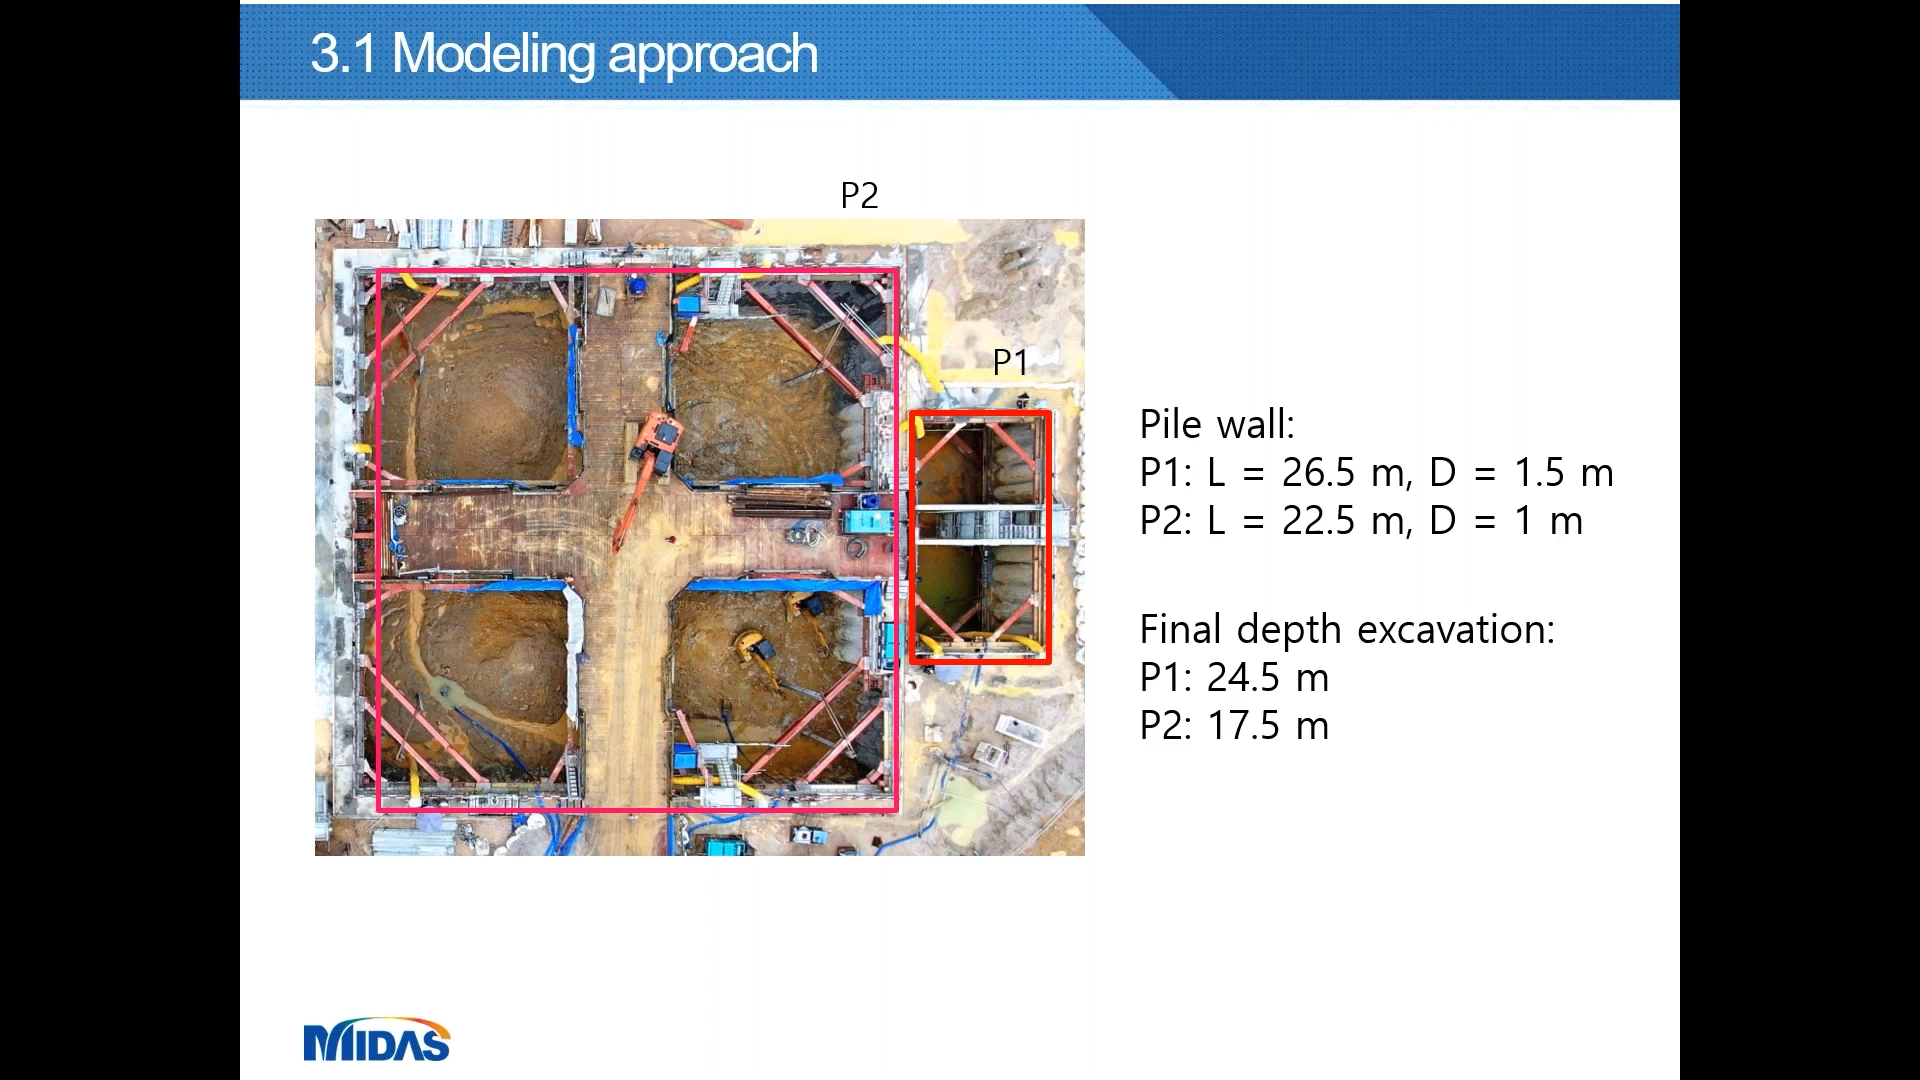 3.1 Modeling approach
P2
P1
Pile wall:
P1: L = 26.5 m, D = 1.5 m
P2: L = 22.5 m, D = 1 m
Final depth excavation:
P1: 24.5 m
P2: 17.5 m
MIDAS